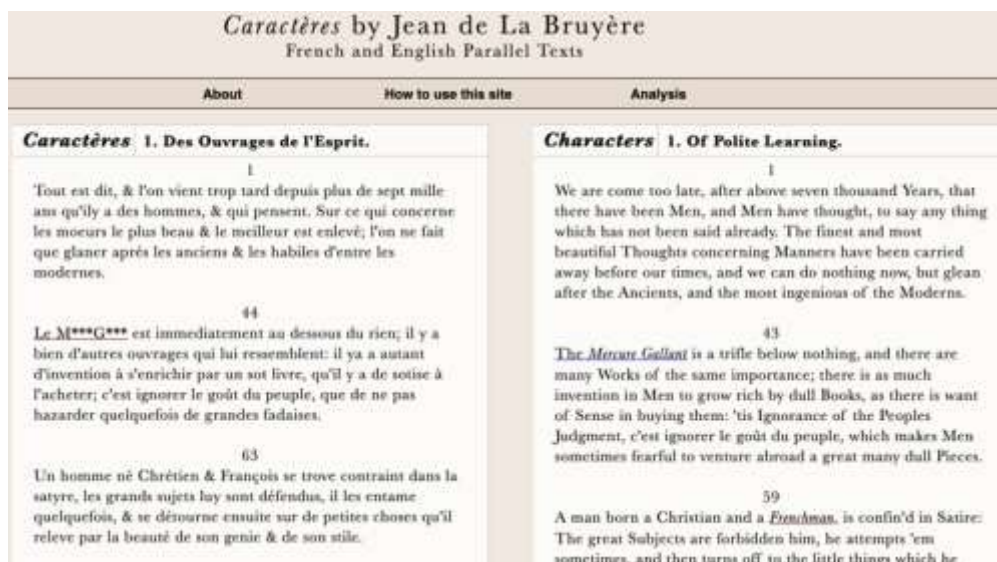 Caractères by Jean de La Bruyère
French and English Parallel Texts
About
How to use this site
Analysis
Caractères 1. Des Ouvrages de l'Esprit.
1
Tout est dit, & l'on vient trop tard depuis plus de sept mille
ans qu'ily a des hommes, & qui pensent. Sur ce qui concerne
les moeurs le plus beau & le meilleur est enlevé; l'on ne fait
que glaner aprés les anciens & les habiles d'entre les
modernes.
44
Le M***G*** est immediatement au dessous du rien; il y a
bien d'autres ouvrages qui lui ressemblent: il ya a autant
d'invention à s'enrichir par un sot livre, qu'il y a de sotise à
l'acheter; c'est ignorer le goût du peuple, que de ne pas
hazarder quelquefois de grandes fadaises.
63
Un homme né Chrétien & François se trove contraint dans la
satyre, les grands sujets luy sont défendus, il les entame
quelquefois, & se détourne ensuite sur de petites choses qu'il
releve par la beauté de son genie & de son stile.
Characters 1. Of Polite Learning.
1
We are come too late, after above seven thousand Years, that
there have been Men, and Men have thought, to say any thing
which has not been said already. The finest and most
beautiful Thoughts concerning Manners have been carried
away before our times, and we can do nothing now, but glean
after the Ancients, and the most ingenious of the Moderns.
43
The Mercure Gallant is a trifle below nothing, and there are
many Works of the same importance; there is as much
invention in Men to grow rich by dull Books, as there is want
of Sense in buying them: 'tis Ignorance of the Peoples
Judgment, c'est ignorer le goût du peuple, which makes Men
sometimes fearful to venture abroad a great many dull Pieces.
59
A man born a Christian and a Frenchman, is confin'd in Satire:
The great Subjects are forbidden him, he attempts 'em
sometimes, and then turns off to the little things which he